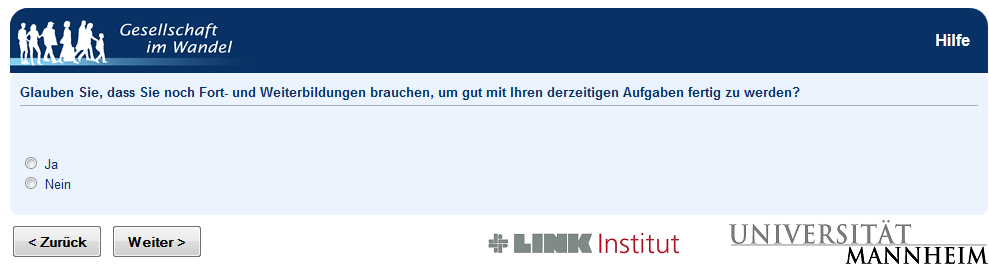 Gesellschaft
im Wandel
Hilfe
Glauben Sie, dass Sie noch Fort- und Weiterbildungen brauchen, um gut mit Ihren derzeitigen Aufgaben fertig zu werden?
Ja
Nein
< Zurück
Weiter >
LINK Institut
UNIVERSITÄT
MANNHEIM